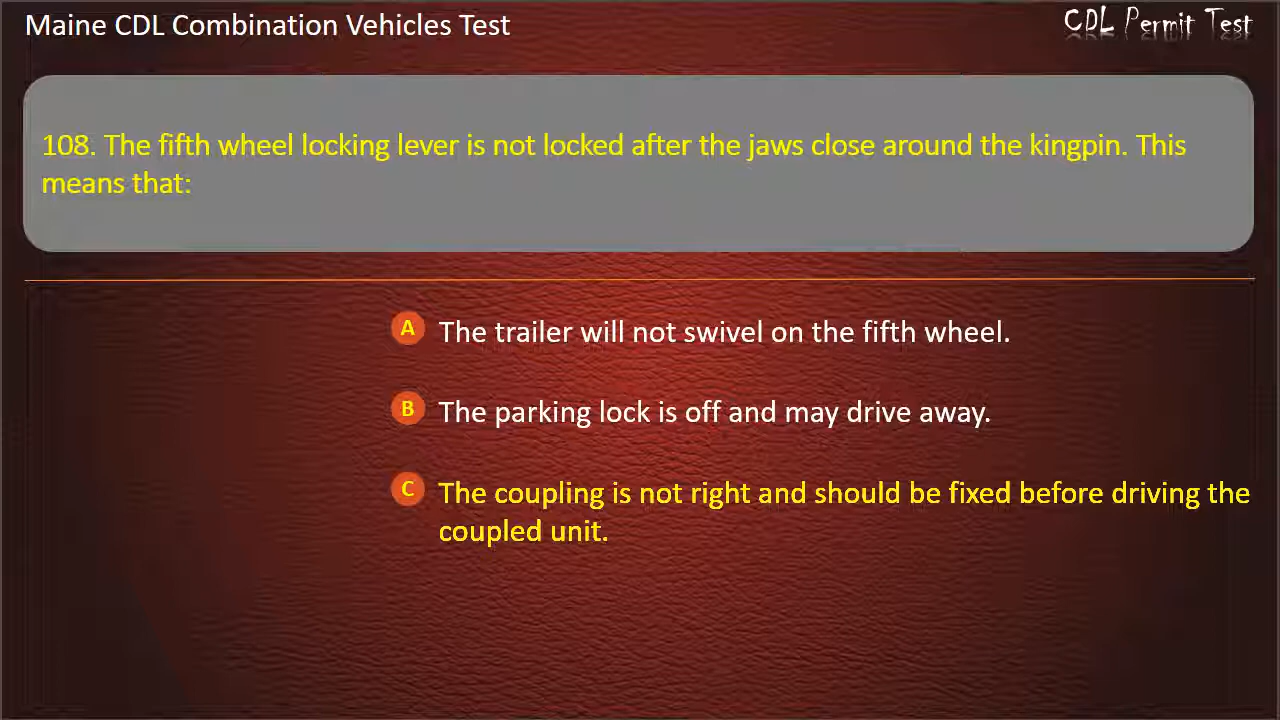 Maine CDL Combination Vehicles Test
CDL Permit Test
108. The fifth wheel locking lever is not locked after the jaws close around the kingpin. This
means that:
A The trailer will not swivel on the fifth wheel.
B The parking lock is off and may drive away.
C The coupling is not right and should be fixed before driving the
coupled unit.